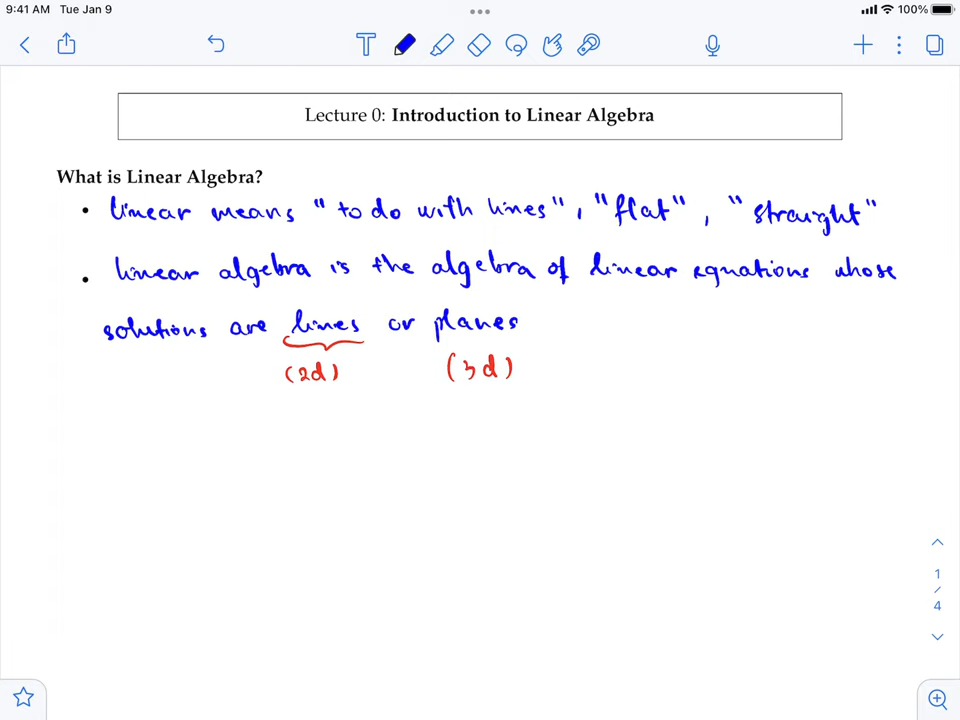 9:41 AM Tue Jan 9
100%
Lecture 0: Introduction to Linear Algebra
What is Linear Algebra?
• linear means "to do with lines", "flat", "straight"
• linear algebra is the algebra of linear equations whose
solutions are lines or planes
(2d) (3d)
1
/
4